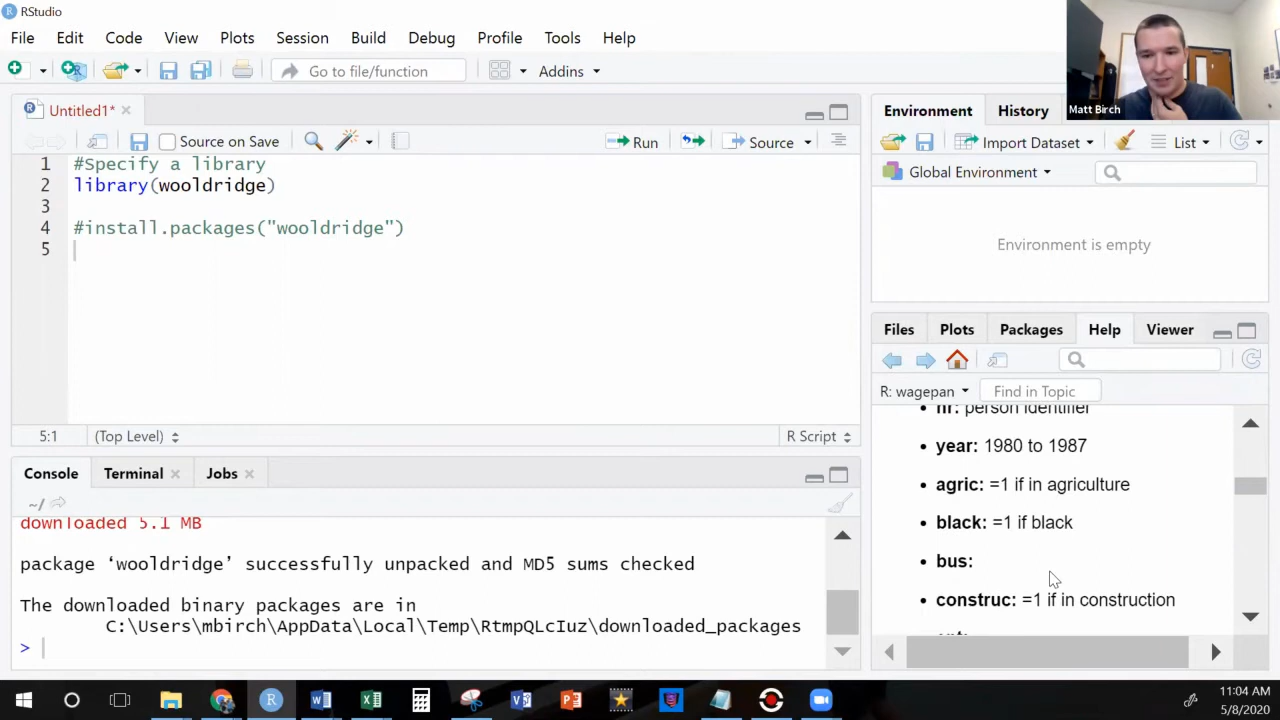 RStudio
File Edit Code View Plots Session Build Debug Profile Tools Help
Go to file/function Addins
Matt Birch
Untitled1*
Source on Save Run Source
1 #Specify a library
2 library(wooldridge)
3
4 #install.packages("wooldridge")
5
5:1 (Top Level) R Script
Console Terminal Jobs
~/
downloaded 5.1 MB
package ‘wooldridge’ successfully unpacked and MD5 sums checked
The downloaded binary packages are in
C:\Users\mbirch\AppData\Local\Temp\RtmpQLcIuz\downloaded_packages
>
Environment History
Import Dataset List
Global Environment
Environment is empty
Files Plots Packages Help Viewer
R: wagepan Find in Topic
• nr: person identifier
• year: 1980 to 1987
• agric: =1 if in agriculture
• black: =1 if black
• bus:
• construc: =1 if in construction
11:04 AM
5/8/2020